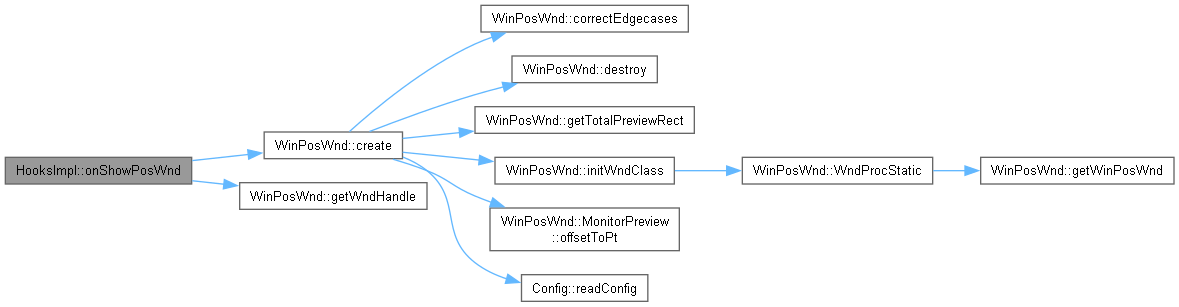 HooksImpl::onShowPosWnd
WinPosWnd::create
WinPosWnd::getWndHandle
WinPosWnd::correctEdgecases
WinPosWnd::destroy
WinPosWnd::getTotalPreviewRect
WinPosWnd::initWndClass
WinPosWnd::MonitorPreview
::offsetToPt
Config::readConfig
WinPosWnd::WndProcStatic
WinPosWnd::getWinPosWnd